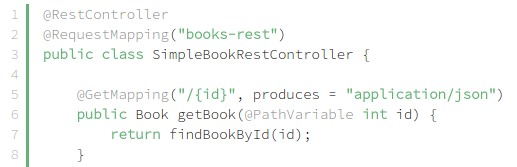 1 @RestController
2 @RequestMapping("books-rest")
3 public class SimpleBookRestController {
4
5     @GetMapping("/{id}", produces = "application/json")
6     public Book getBook(@PathVariable int id) {
7         return findBookById(id);
8     }